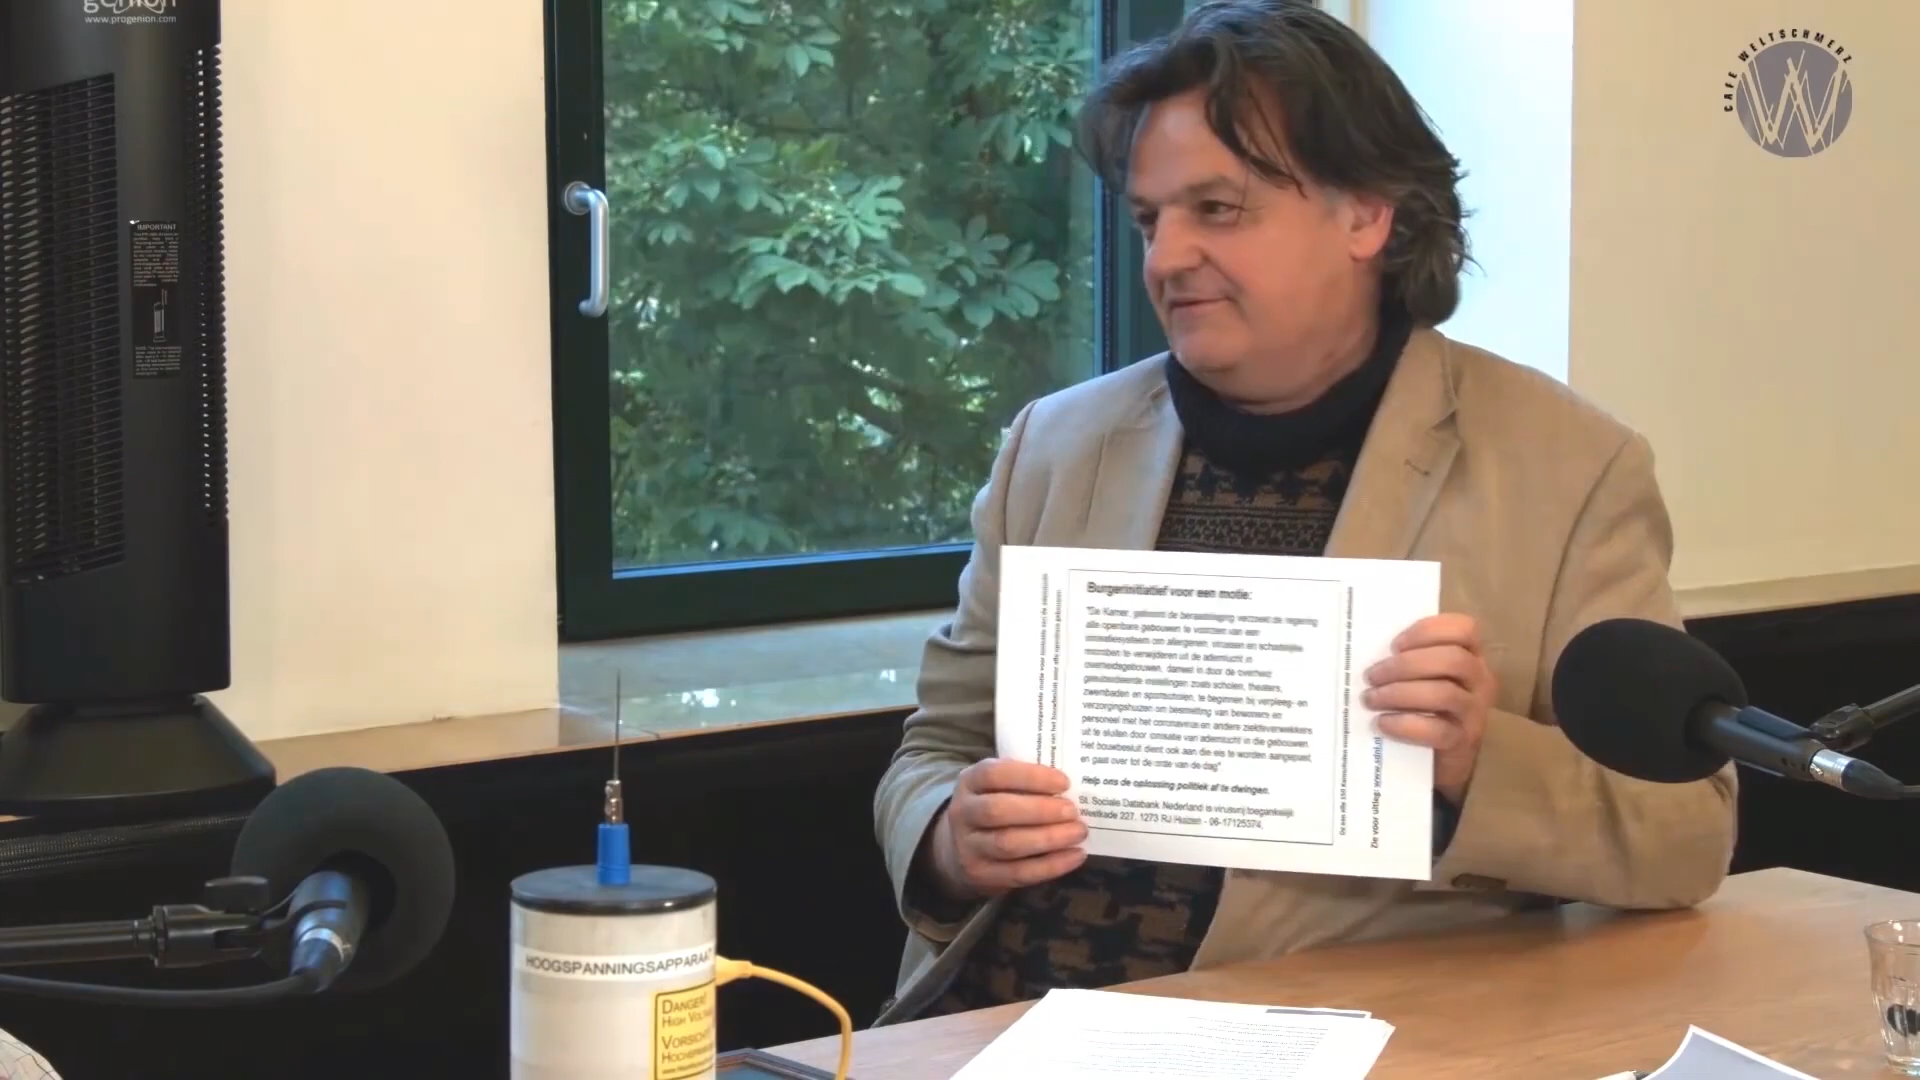 genion
www.progenion.com
IMPORTANT
CAFE WELTSCHMERZ
Burgerinitiatief voor een motie:
"De Kamer, gehoord de beraadslaging verzoekt de regering
alle openbare gebouwen te voorzien van een
ionisatiesysteem om allergenen, virussen en schadelijke
microben te verwijderen uit de ademlucht in
overheidsgebouwen, danwel in door de overheid
gesubsidieerde instellingen zoals scholen, theaters,
zwembaden en sportscholen, te beginnen bij verpleeg- en
verzorgingshuizen om besmetting van bewoners en
personeel met het coronavirus en andere ziekteverwekkers
uit te sluiten door ionisatie van ademlucht in die gebouwen.
Het bouwbesluit dient ook aan die eis te worden aangepast,
en gaat over tot de orde van de dag"
Help ons de oplossing politiek af te dwingen.
St. Sociale Databank Nederland is virusvrij toegankelijk
Westkade 227, 1273 RJ Huizen - 06-17125374,
Zie voor uitleg: www.sdnl.nl
HOOGSPANNINGSAPPARAAT
DANGER!
HIGH VOLTAGE
VORSICHT